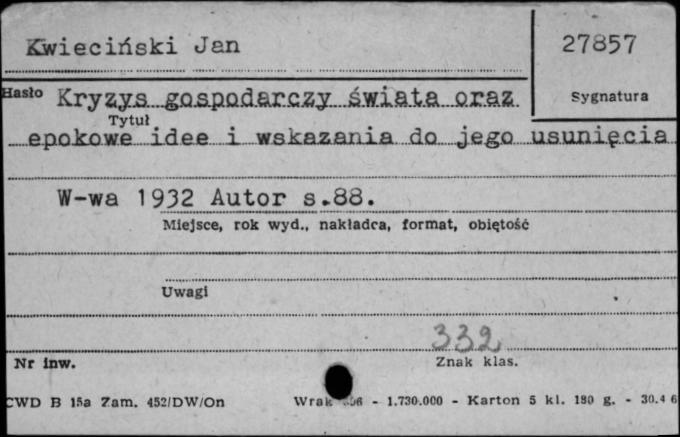 Kwieciński Jan
27857
Hasło Kryzys gospodarczy świata oraz
Sygnatura
Tytuł
epokowe idee i wskazania do jego usunięcia
W-wa 1932 Autor s.88.
Miejsce, rok wyd., nakładca, format, objętość
Uwagi
332
Nr inw.
Znak klas.
CWD B 15a Zam. 452/DW/On Wrak - 1.730.000 - Karton 5 kl. 180 g. - 30.4 6